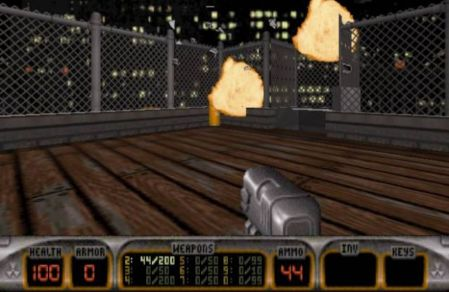 HEALTH ARMOR WEAPONS AMMO INV KEYS
2: 44/200 5: 0/50 8: 0/99
3: 0/50 6: 0/50 9: 0/10
4: 0/200 7: 0/50 0: 0/99
100 0 44